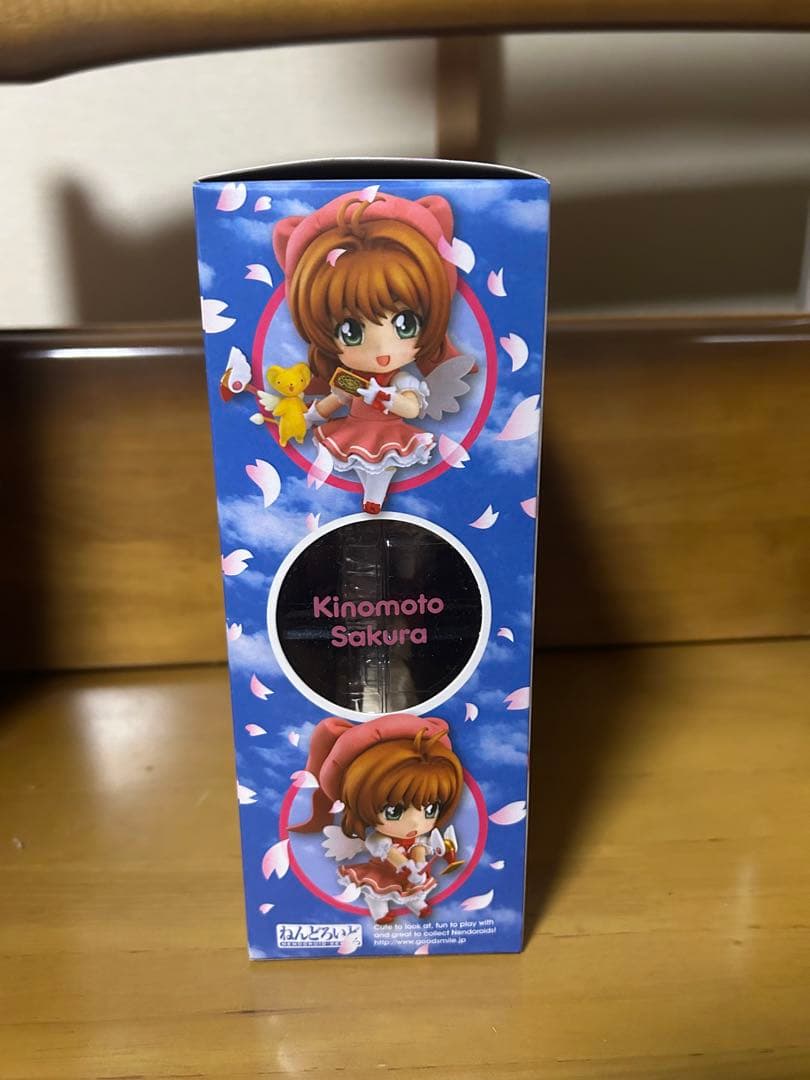 Kinomoto
Sakura
ねんどろいど
Cute to look at, fun to play with
and great to collect Nendoroids!
http://www.goodsmile.jp